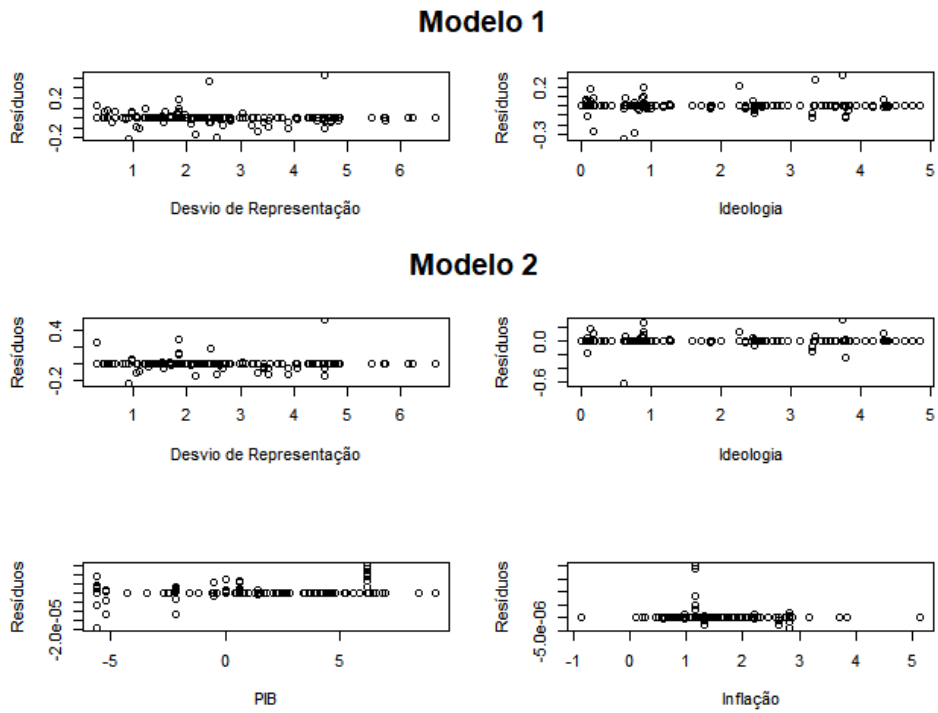 Modelo 1
Resíduos
0.2
-0.2
1 2 3 4 5 6
Desvio de Representação
Resíduos
0.2
-0.3
0 1 2 3 4 5
Ideologia
Modelo 2
Resíduos
0.4
-0.2
1 2 3 4 5 6
Desvio de Representação
Resíduos
0.0
-0.6
0 1 2 3 4 5
Ideologia
Resíduos
-2.0e-05
-5 0 5
PIB
Resíduos
-5.0e-06
-1 0 1 2 3 4 5
Inflação